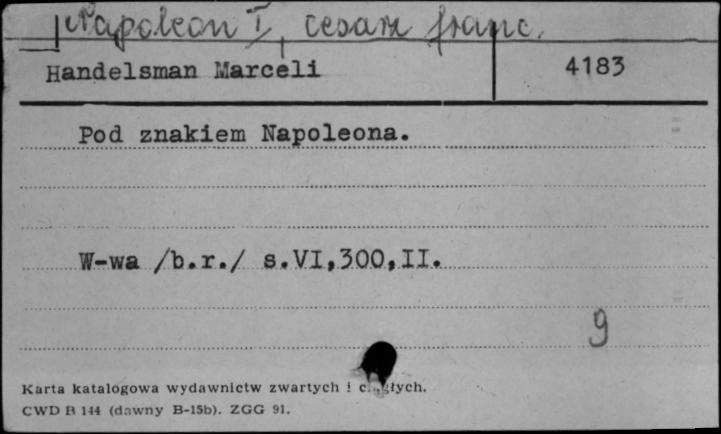 Napoleon I, cesarz franc.
Handelsman Marceli 4183
Pod znakiem Napoleona.
W-wa /b.r./ s.VI,300,II.
9
Karta katalogowa wydawnictw zwartych i ciągłych.
CWD B 144 (dawny B-15b). ZGG 91.